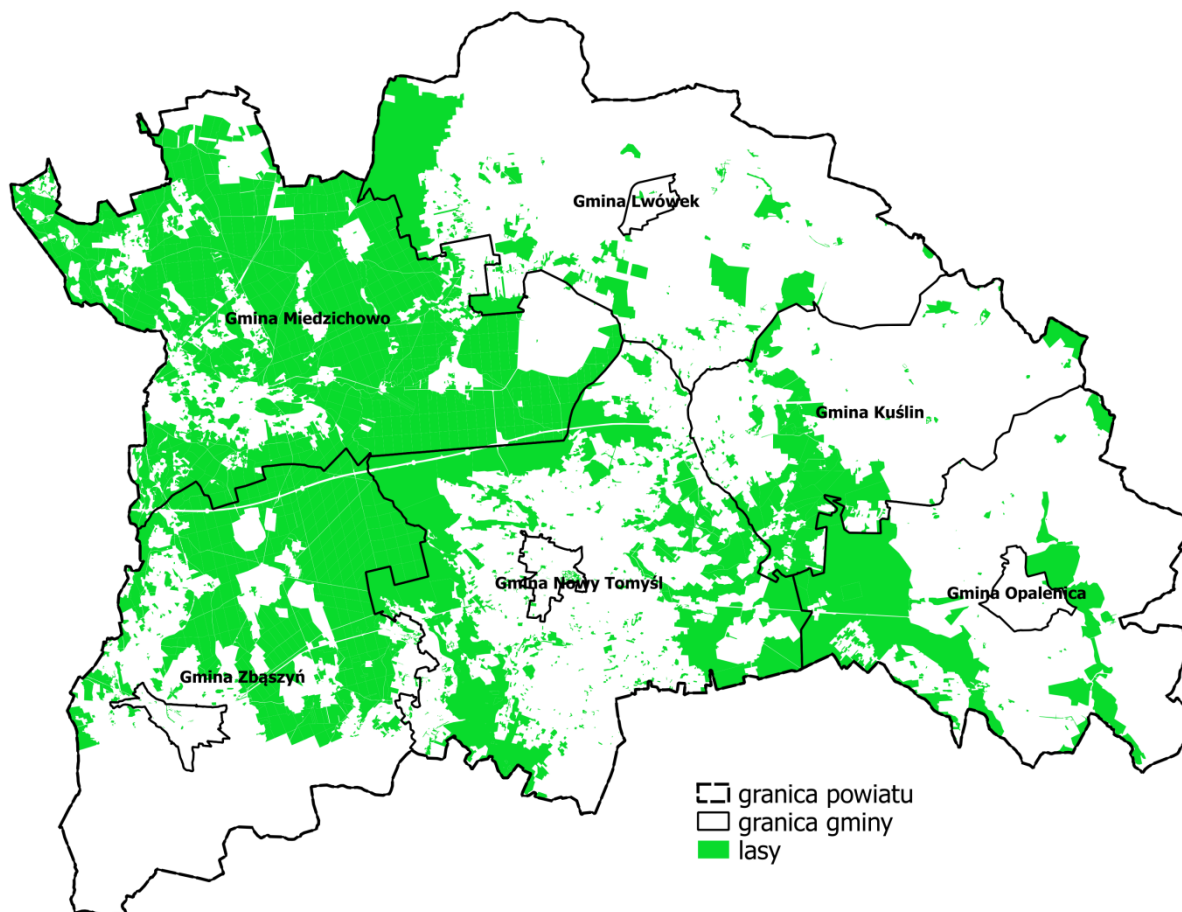 Gmina Lwówek
Gmina Miedzichowo
Gmina Kuślin
Gmina Nowy Tomyśl
Gmina Opalenica
Gmina Zbąszyń
granica powiatu
granica gminy
lasy